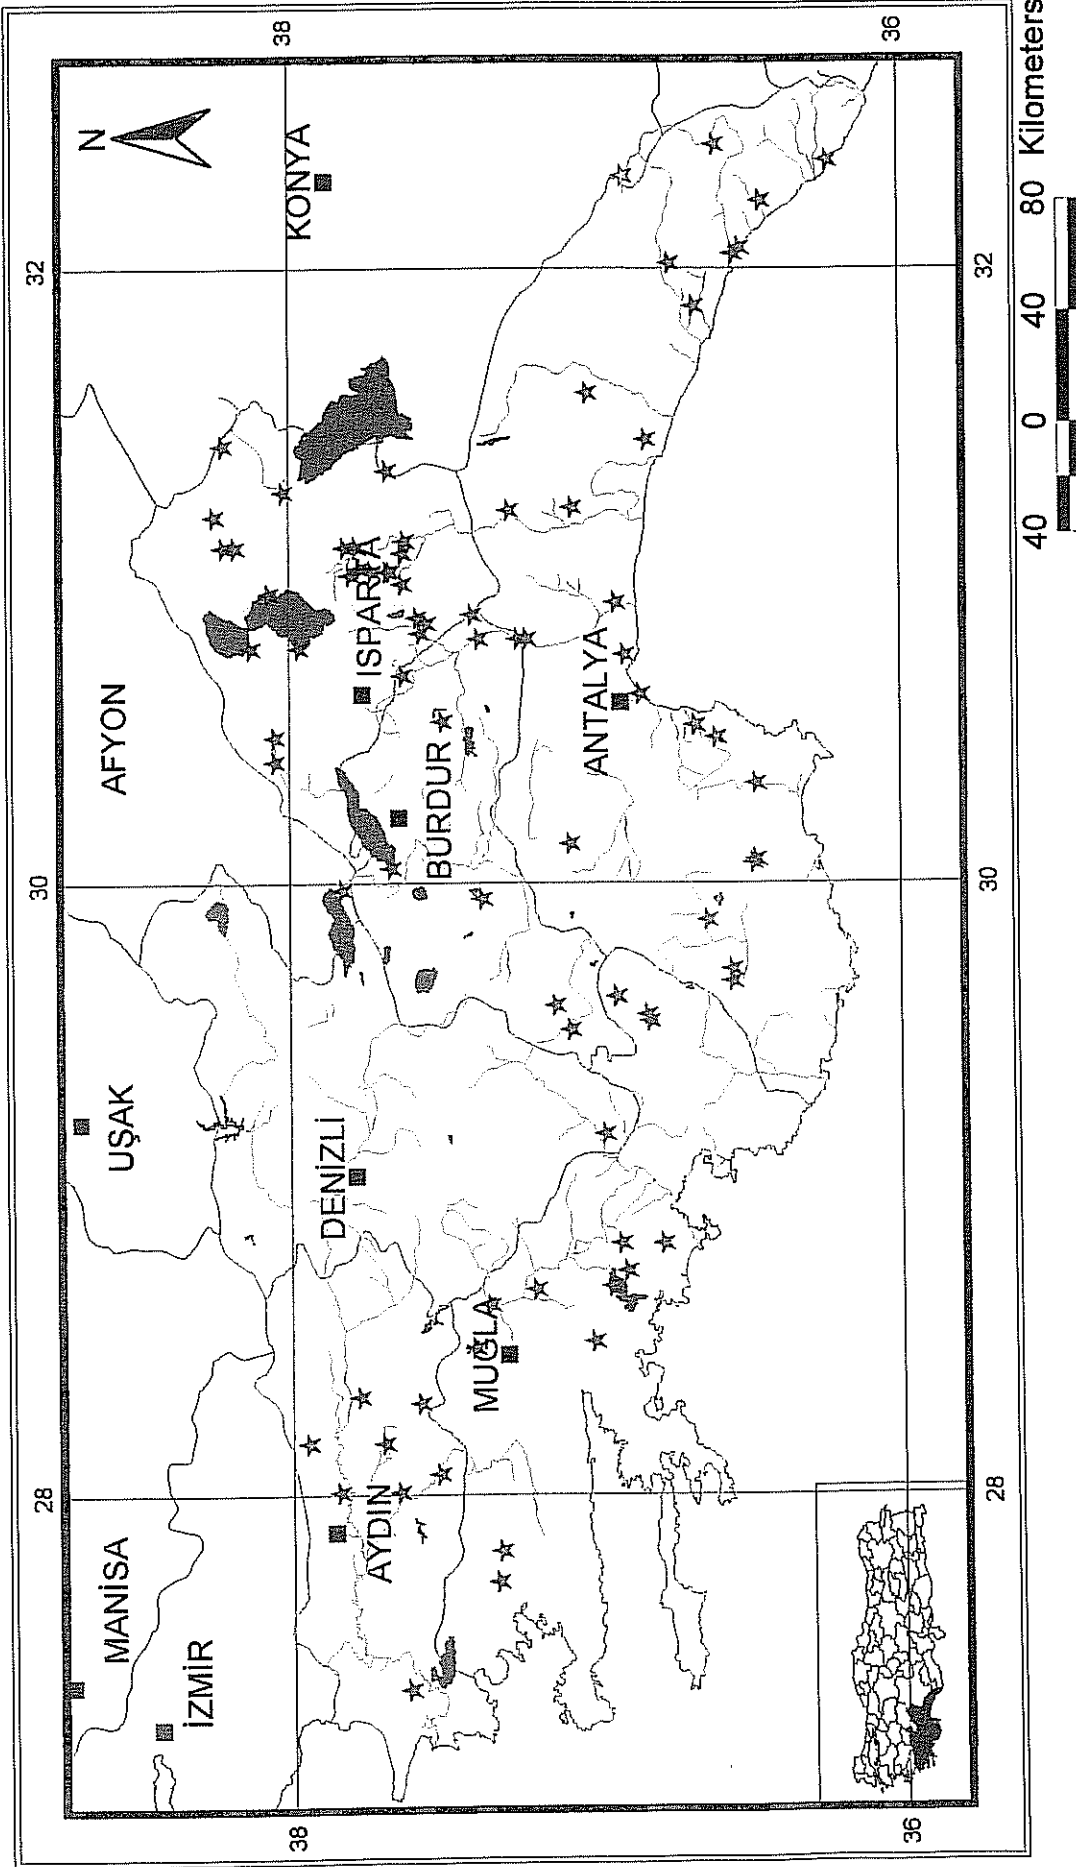 28
30
32
N
MANİSA
UŞAK
AFYON
İZMİR
KONYA
38
38
DENİZLİ
ISPARTA
AYDIN
BURDUR
MUĞLA
ANTALYA
36
36
28
30
32
40 0 40 80 Kilometers